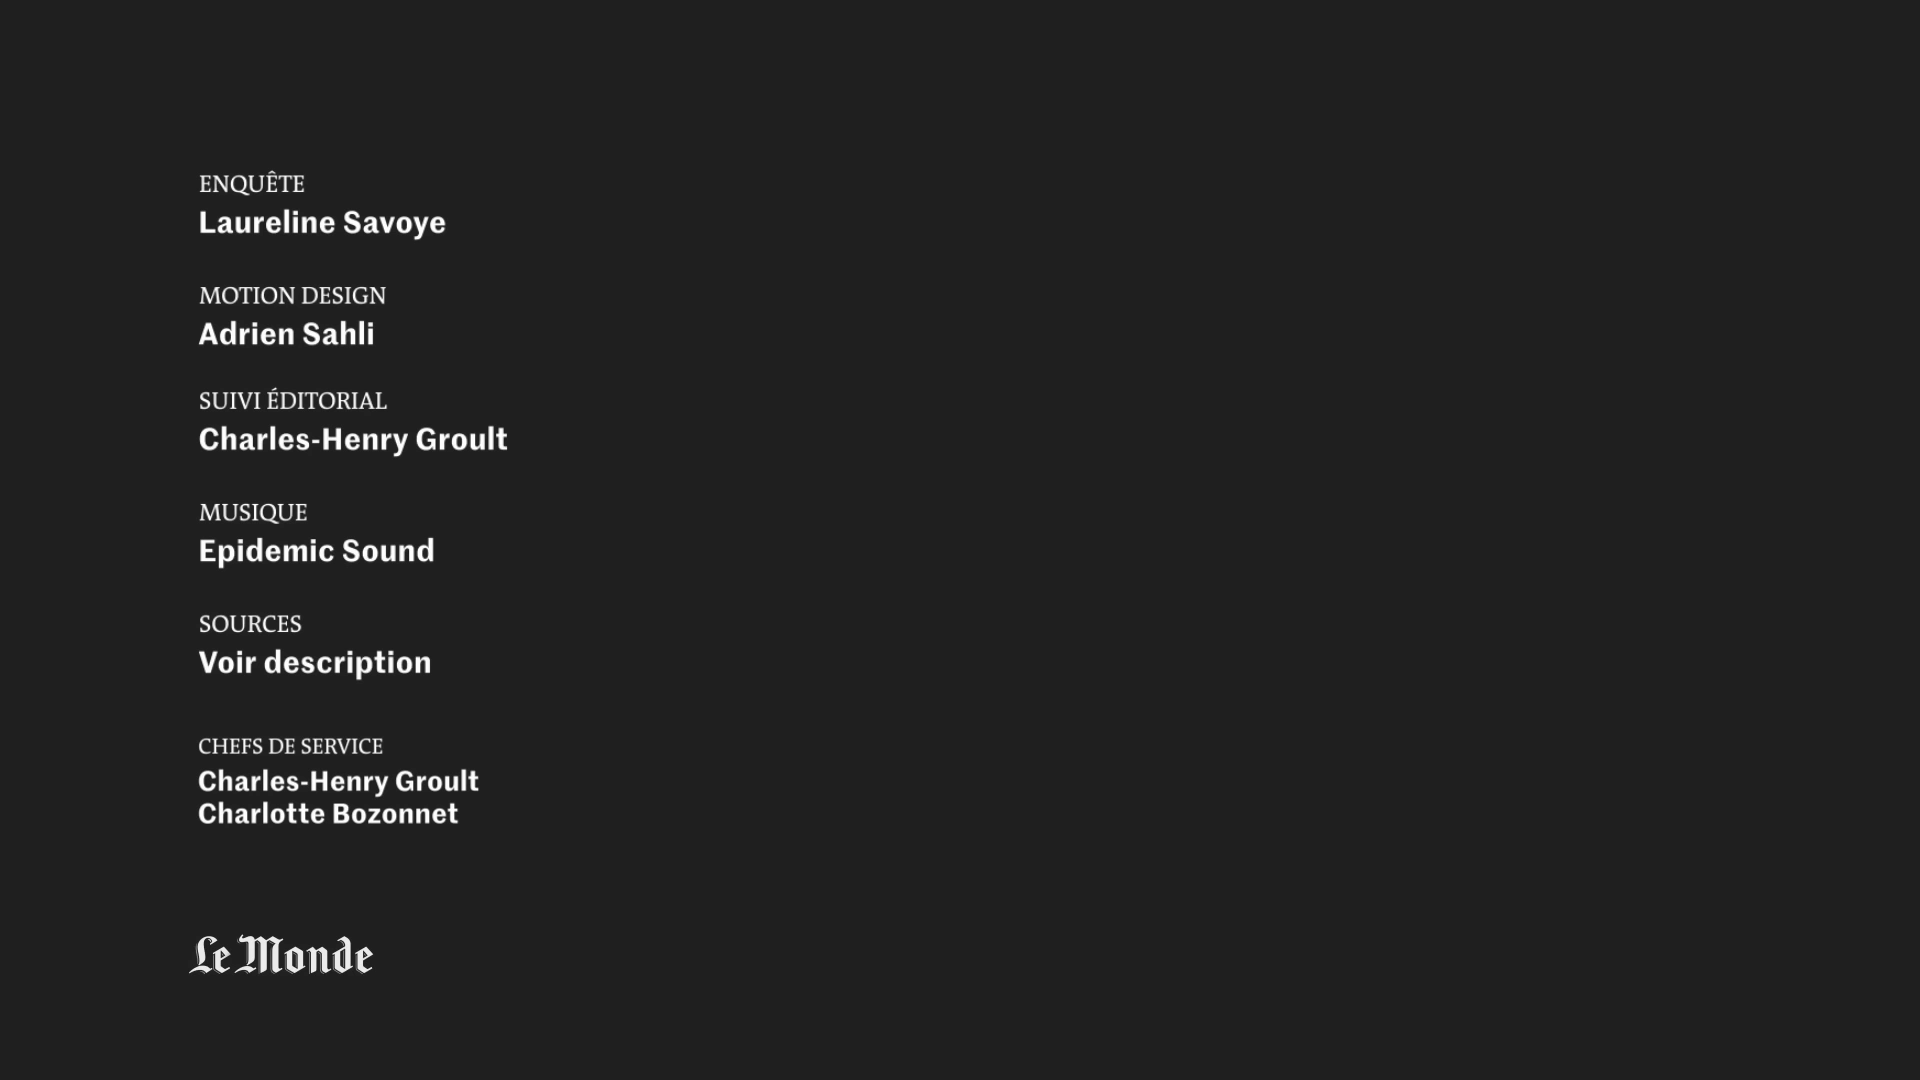 ENQUÊTE
Laureline Savoye
MOTION DESIGN
Adrien Sahli
SUIVI ÉDITORIAL
Charles-Henry Groult
MUSIQUE
Epidemic Sound
SOURCES
Voir description
CHEFS DE SERVICE
Charles-Henry Groult
Charlotte Bozonnet
Le Monde